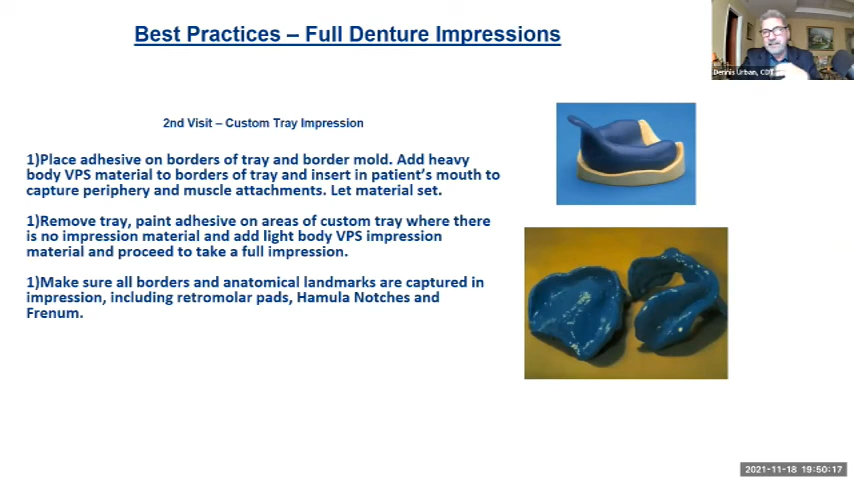 Best Practices – Full Denture Impressions
Dennis Urban, CDT
2nd Visit – Custom Tray Impression
1)Place adhesive on borders of tray and border mold. Add heavy
body VPS material to borders of tray and insert in patient's mouth to
capture periphery and muscle attachments. Let material set.
1)Remove tray, paint adhesive on areas of custom tray where there
is no impression material and add light body VPS impression
material and proceed to take a full impression.
1)Make sure all borders and anatomical landmarks are captured in
impression, including retromolar pads, Hamula Notches and
Frenum.
2021-11-18 19:50:17